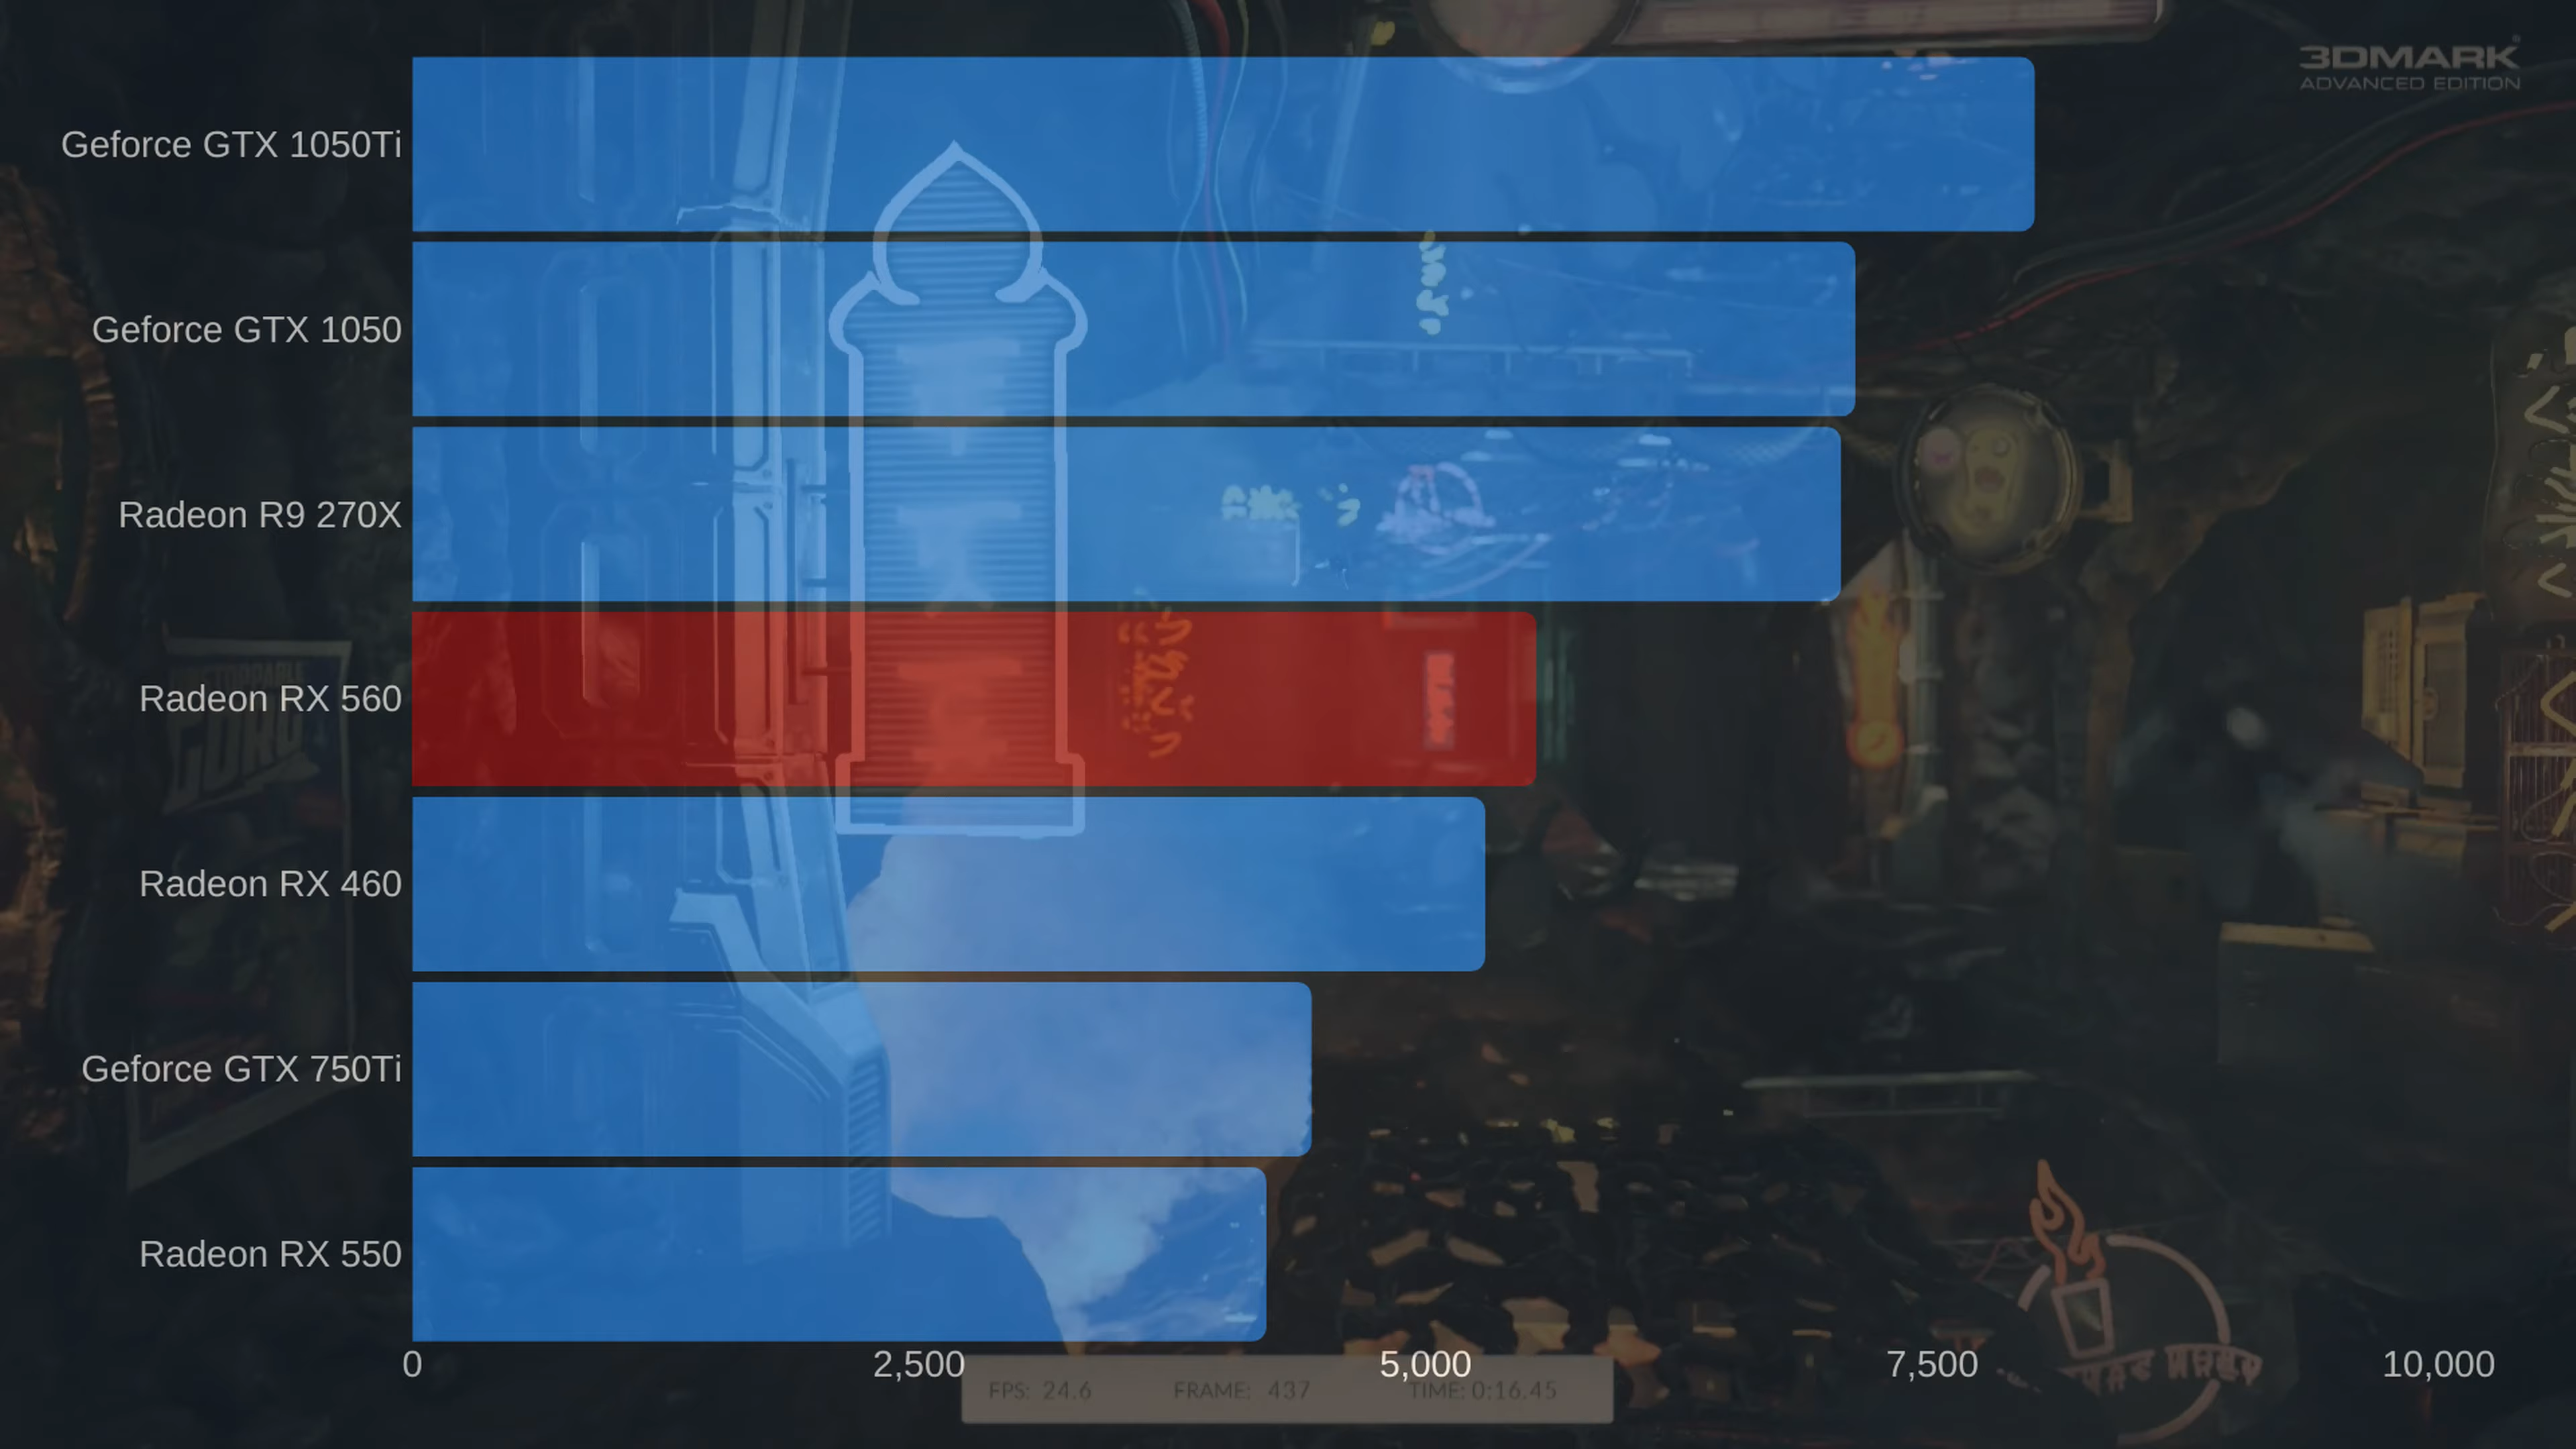 3DMARK
ADVANCED EDITION
Geforce GTX 1050Ti
Geforce GTX 1050
Radeon R9 270X
Radeon RX 560
Radeon RX 460
Geforce GTX 750Ti
Radeon RX 550
0 2,500 5,000 7,500 10,000
FPS: 24.6 FRAME: 437 TIME: 0:16.45